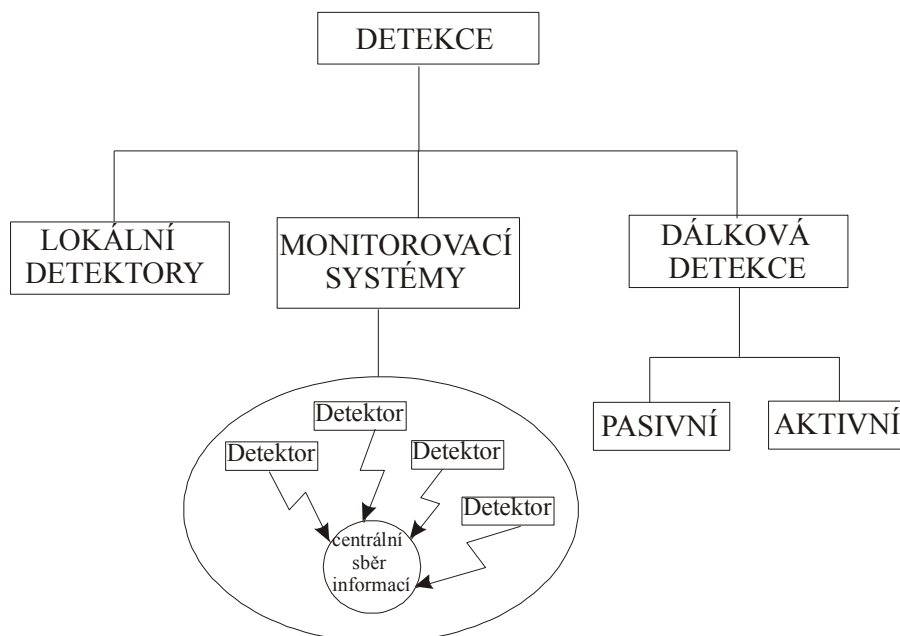 DETEKCE
LOKÁLNÍ
DETEKTORY
MONITOROVACÍ
SYSTÉMY
DÁLKOVÁ
DETEKCE
PASIVNÍ
AKTIVNÍ
Detektor
Detektor
Detektor
Detektor
centrální
sběr
informací